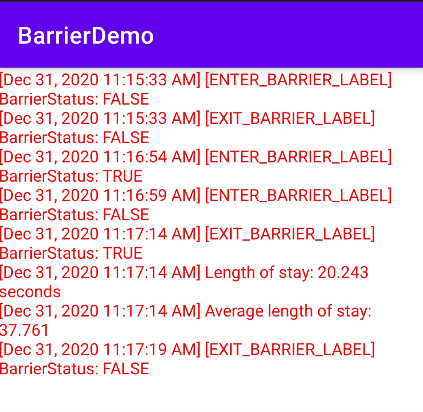 BarrierDemo
[Dec 31, 2020 11:15:33 AM] [ENTER_BARRIER_LABEL]
BarrierStatus: FALSE
[Dec 31, 2020 11:15:33 AM] [EXIT_BARRIER_LABEL]
BarrierStatus: FALSE
[Dec 31, 2020 11:16:54 AM] [ENTER_BARRIER_LABEL]
BarrierStatus: TRUE
[Dec 31, 2020 11:16:59 AM] [ENTER_BARRIER_LABEL]
BarrierStatus: FALSE
[Dec 31, 2020 11:17:14 AM] [EXIT_BARRIER_LABEL]
BarrierStatus: TRUE
[Dec 31, 2020 11:17:14 AM] Length of stay: 20.243
seconds
[Dec 31, 2020 11:17:14 AM] Average length of stay:
37.761
[Dec 31, 2020 11:17:19 AM] [EXIT_BARRIER_LABEL]
BarrierStatus: FALSE